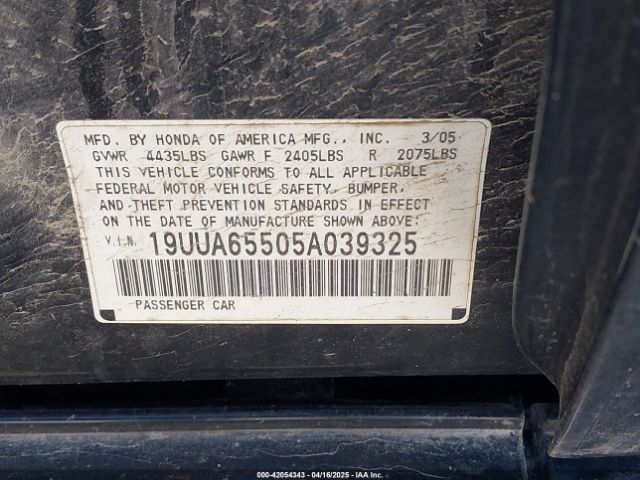 MFD. BY HONDA OF AMERICA MFG., INC. 3/05
GVWR 4435LBS GAWR F 2405LBS R 2075LBS
THIS VEHICLE CONFORMS TO ALL APPLICABLE
FEDERAL MOTOR VEHICLE SAFETY, BUMPER,
AND THEFT PREVENTION STANDARDS IN EFFECT
ON THE DATE OF MANUFACTURE SHOWN ABOVE:
V.I.N. 19UUA65505A039325
PASSENGER CAR
000-42054343 - 04/16/2025 - IAAI.COM